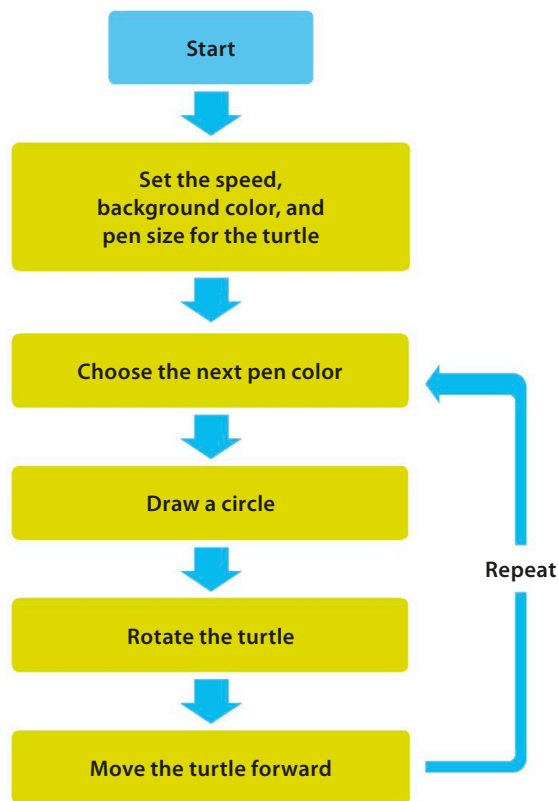 Start
Set the speed,
background color, and
pen size for the turtle
Choose the next pen color
Draw a circle
Repeat
Rotate the turtle
Move the turtle forward